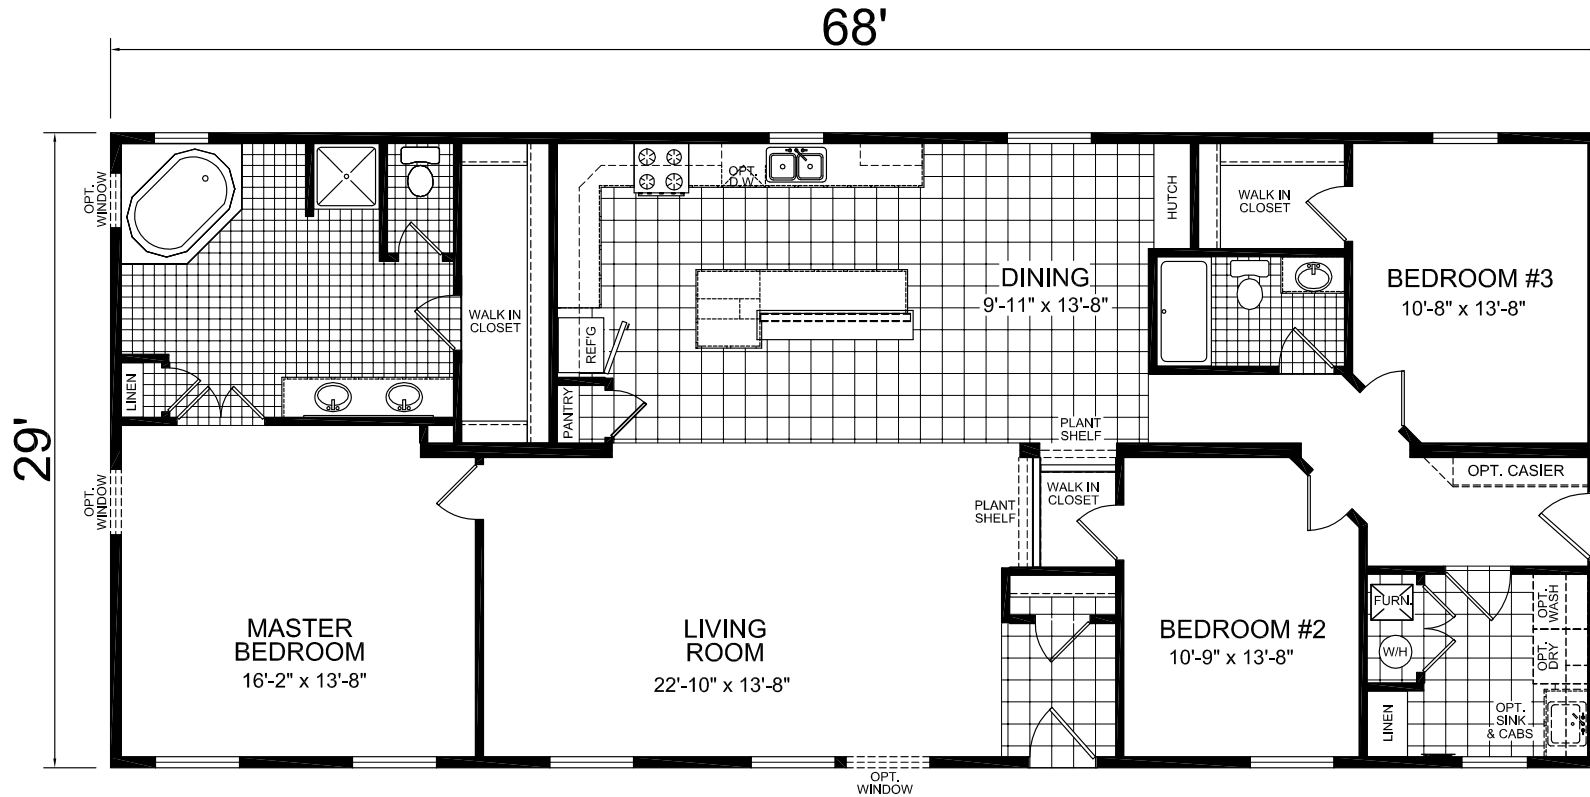 68'
29'
OPT.
WINDOW
OPT.
D.W.
HUTCH
WALK IN
CLOSET
DINING
9'-11" x 13'-8"
BEDROOM #3
10'-8" x 13'-8"
WALK IN
CLOSET
REF'G
LINEN
PANTRY
PLANT
SHELF
OPT.
WINDOW
PLANT
SHELF
WALK IN
CLOSET
OPT. CASIER
MASTER
BEDROOM
16'-2" x 13'-8"
LIVING
ROOM
22'-10" x 13'-8"
BEDROOM #2
10'-9" x 13'-8"
FURN.
W/H
OPT.
WASH
OPT.
DRY
LINEN
OPT.
SINK
& CABS
OPT.
WINDOW